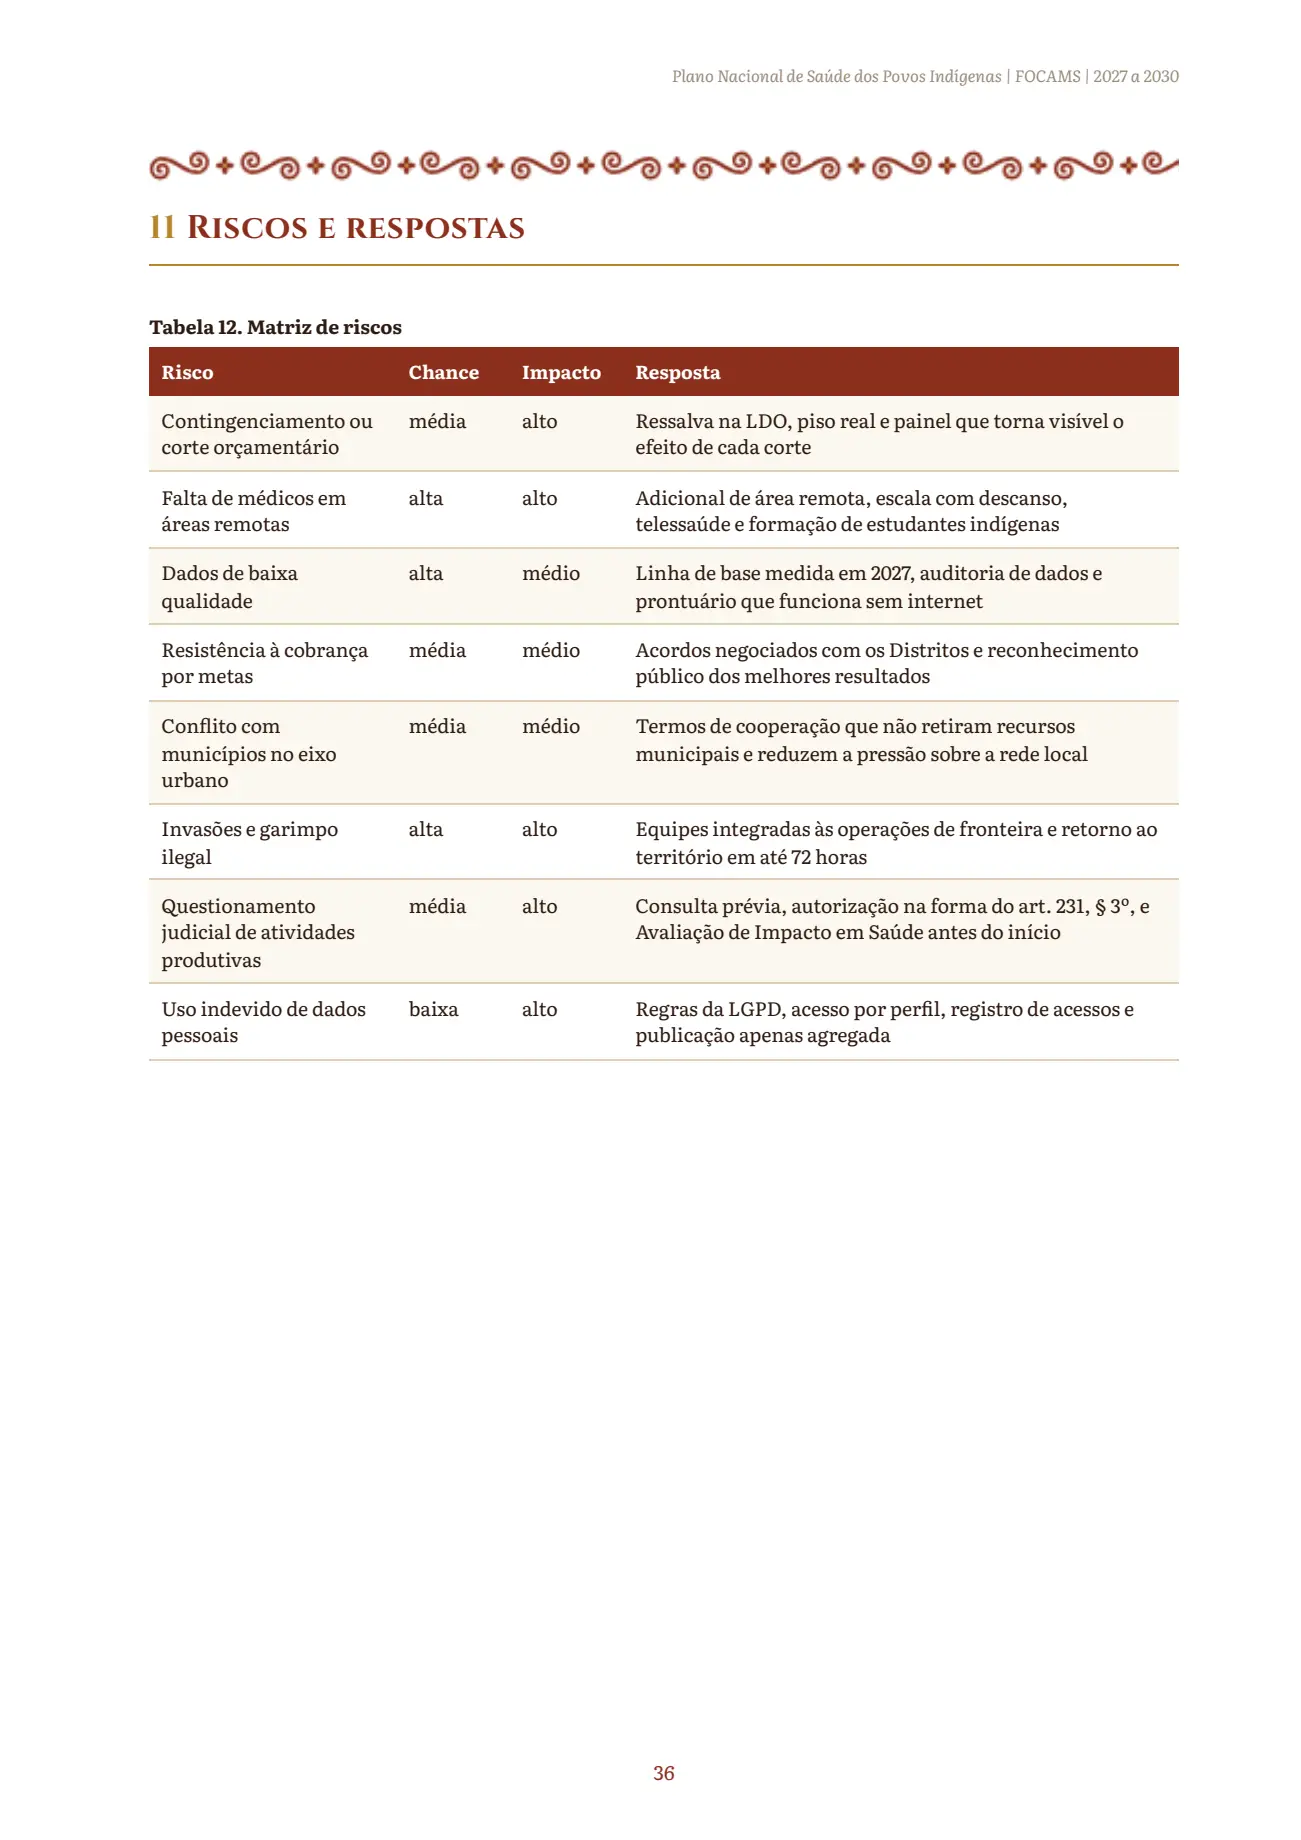 Plano Nacional de Saúde dos Povos Indígenas | FOCAMS | 2027 a 2030
11 Riscos e respostas
Tabela 12. Matriz de riscos
Risco Chance Impacto Resposta
Contingenciamento ou média alto Ressalva na LDO, piso real e painel que torna visível o
corte orçamentário efeito de cada corte
Falta de médicos em alta alto Adicional de área remota, escala com descanso,
áreas remotas telessaúde e formação de estudantes indígenas
Dados de baixa alta médio Linha de base medida em 2027, auditoria de dados e
qualidade prontuário que funciona sem internet
Resistência à cobrança média médio Acordos negociados com os Distritos e reconhecimento
por metas público dos melhores resultados
Conflito com média médio Termos de cooperação que não retiram recursos
municípios no eixo municipais e reduzem a pressão sobre a rede local
urbano
Invasões e garimpo alta alto Equipes integradas às operações de fronteira e retorno ao
ilegal território em até 72 horas
Questionamento média alto Consulta prévia, autorização na forma do art. 231, § 3º, e
judicial de atividades Avaliação de Impacto em Saúde antes do início
produtivas
Uso indevido de dados baixa alto Regras da LGPD, acesso por perfil, registro de acessos e
pessoais publicação apenas agregada
36